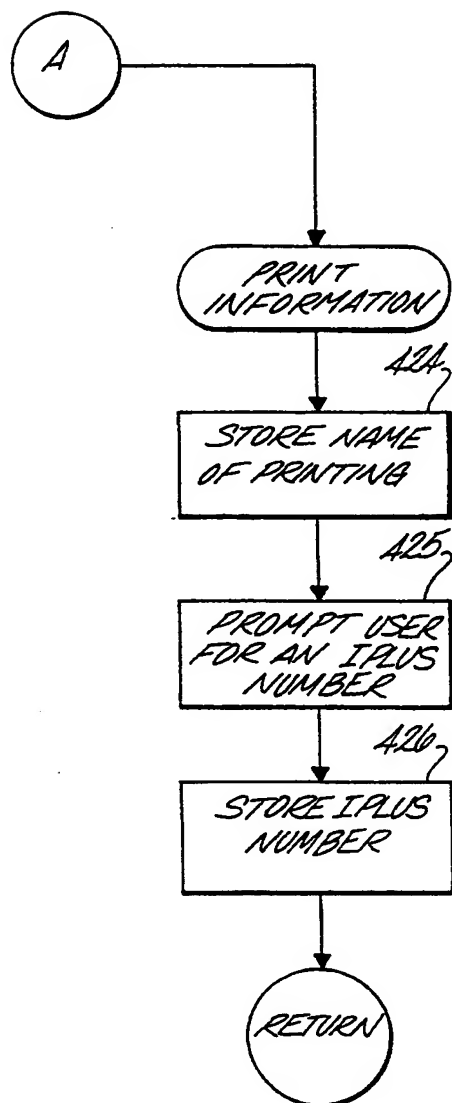 A
PRINT
INFORMATION
424
STORE NAME
OF PRINTING
425
PROMPT USER
FOR AN IPLUS
NUMBER
426
STORE IPLUS
NUMBER
RETURN